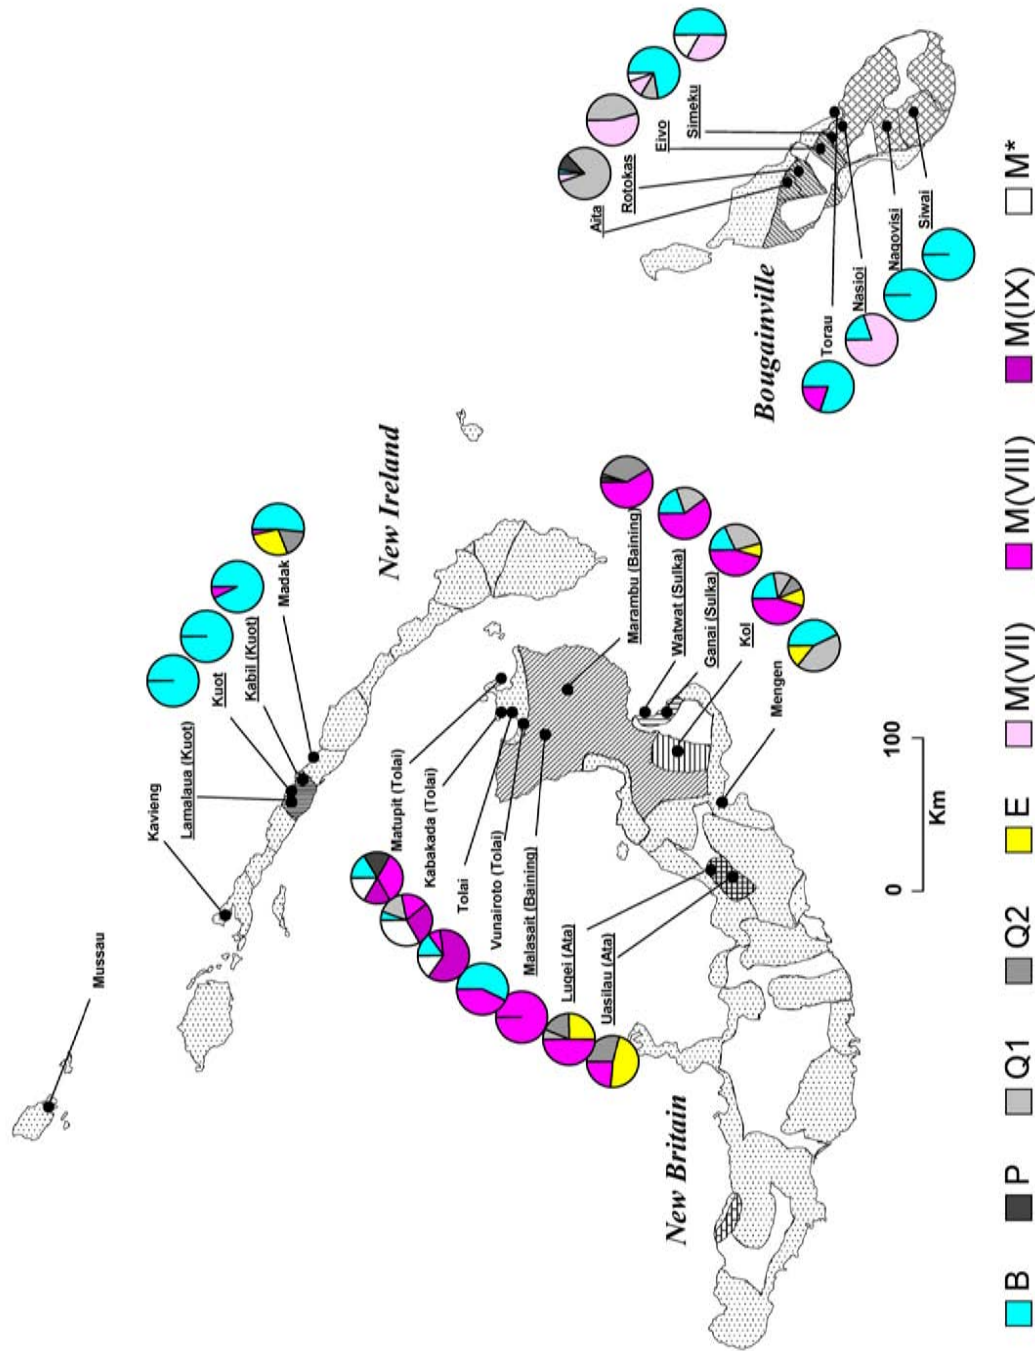 Mussau
Kavieng
Lamalaua (Kuot)
Kuot
Kabil (Kuot)
Madak
New Ireland
Matupit (Tolai)
Kabakada (Tolai)
Tolai
Vunairoto (Tolai)
Malasait (Baining)
Lugei (Ata)
Uasilau (Ata)
New Britain
Marambu (Baining)
Watwat (Sulka)
Ganai (Sulka)
Kol
Mengen
0 100
Km
Bougainville
Aita
Rotokas
Eivo
Simeku
Torau
Nasioi
Nagovisi
Siwai
B P Q1 Q2 E M(VII) M(VIII) M(IX) M*